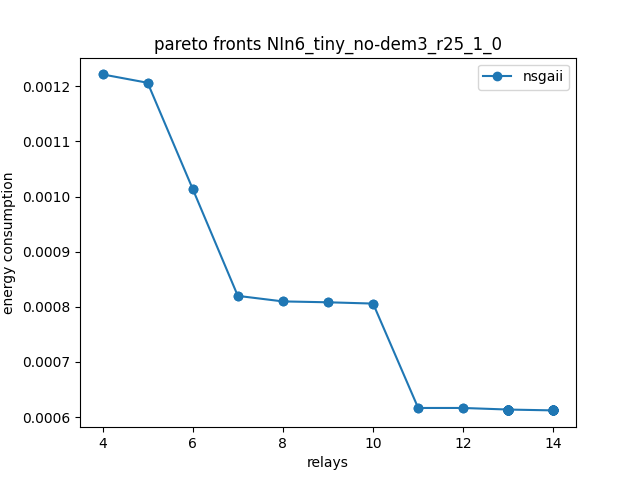 pareto fronts NIn6_tiny_no-dem3_r25_1_0
nsgaii
energy consumption
0.0012
0.0011
0.0010
0.0009
0.0008
0.0007
0.0006
4 6 8 10 12 14
relays